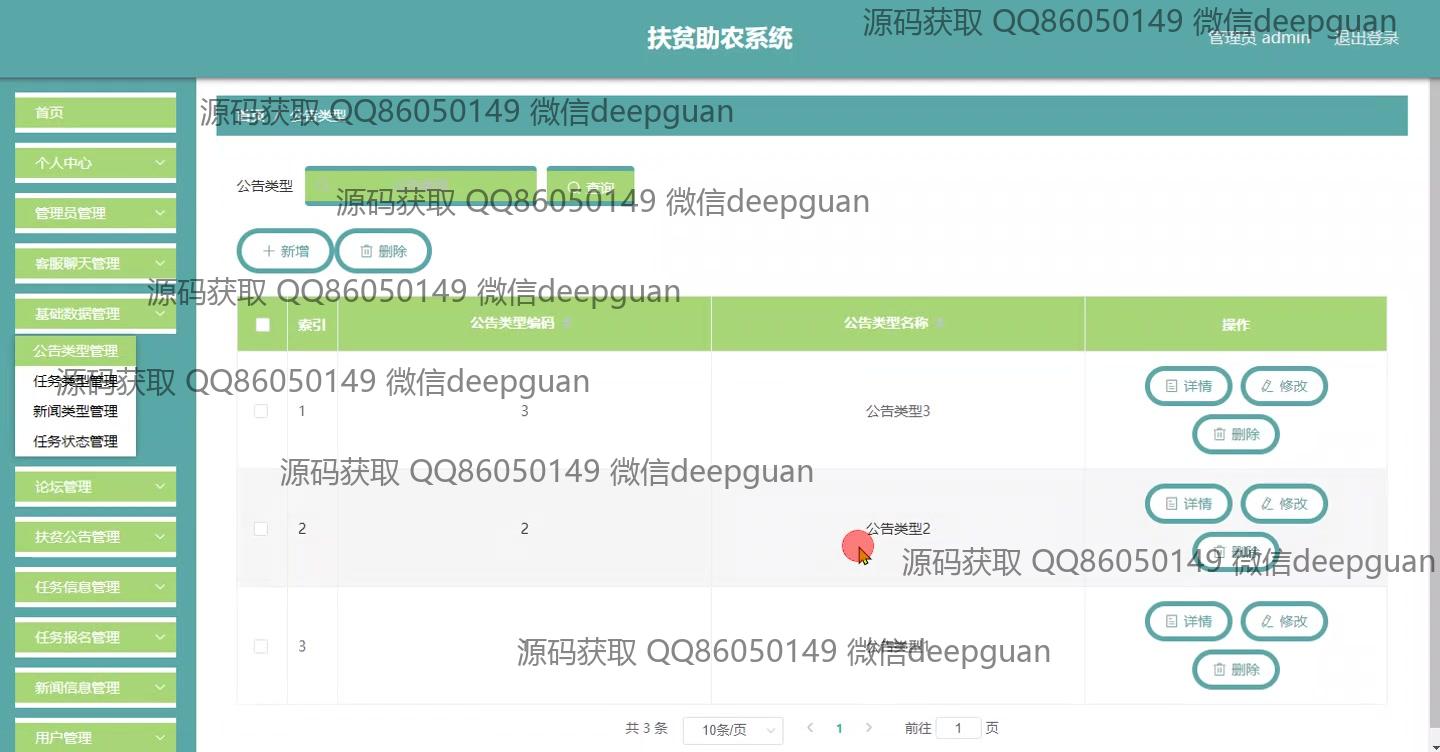 扶贫助农系统
源码获取 QQ86050149 微信deepguan
管理员 admin 退出登录
首页
源码获取 QQ86050149 微信deepguan
首页 公告类型
个人中心
公告类型
查询
源码获取 QQ86050149 微信deepguan
管理员管理
新增 删除
客服聊天管理
源码获取 QQ86050149 微信deepguan
基础数据管理
索引 公告类型编码 公告类型名称 操作
公告类型管理
任务类型管理
源码获取 QQ86050149 微信deepguan
新闻类型管理
任务状态管理
1 3 公告类型3 详情 修改
删除
源码获取 QQ86050149 微信deepguan
论坛管理
扶贫公告管理
2 2 公告类型2 详情 修改
删除
源码获取 QQ86050149 微信deepguan
任务信息管理
任务报名管理
3 公告类型1 详情 修改
删除
源码获取 QQ86050149 微信deepguan
新闻信息管理
用户管理
共 3 条 10条/页 1 前往 1 页